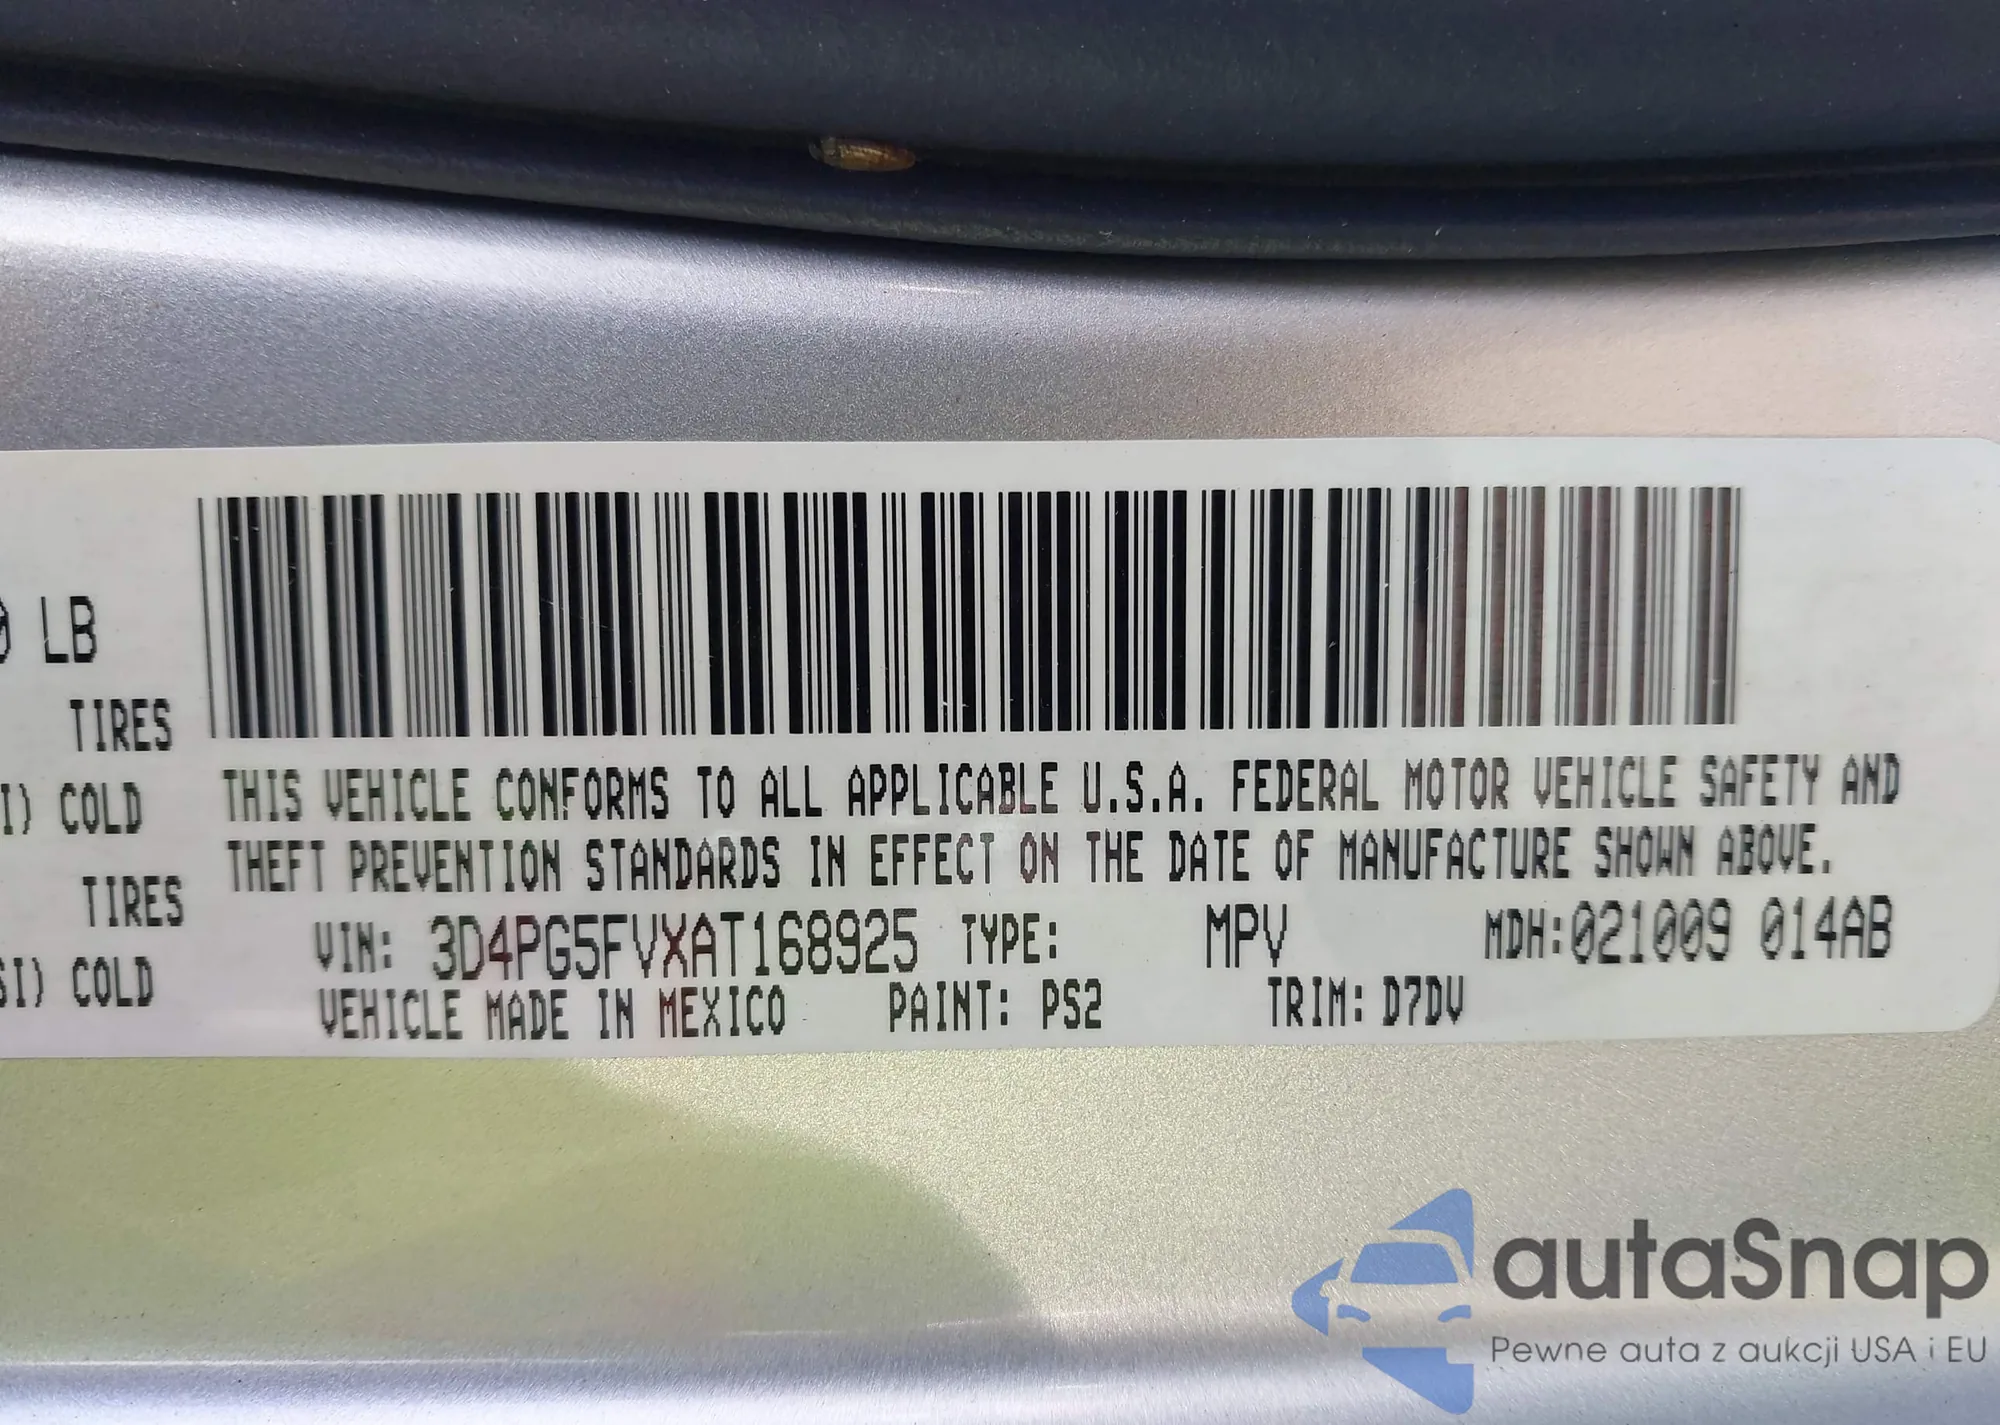 0 LB
TIRES
I) COLD
TIRES
SI) COLD
THIS VEHICLE CONFORMS TO ALL APPLICABLE U.S.A. FEDERAL MOTOR VEHICLE SAFETY AND
THEFT PREVENTION STANDARDS IN EFFECT ON THE DATE OF MANUFACTURE SHOWN ABOVE.
VIN: 3D4PG5FVXAT168925 TYPE: MPV MDH:021009 014AB
VEHICLE MADE IN MEXICO PAINT: PS2 TRIM: D7DV
autaSnap
Pewne auta z aukcji USA i EU